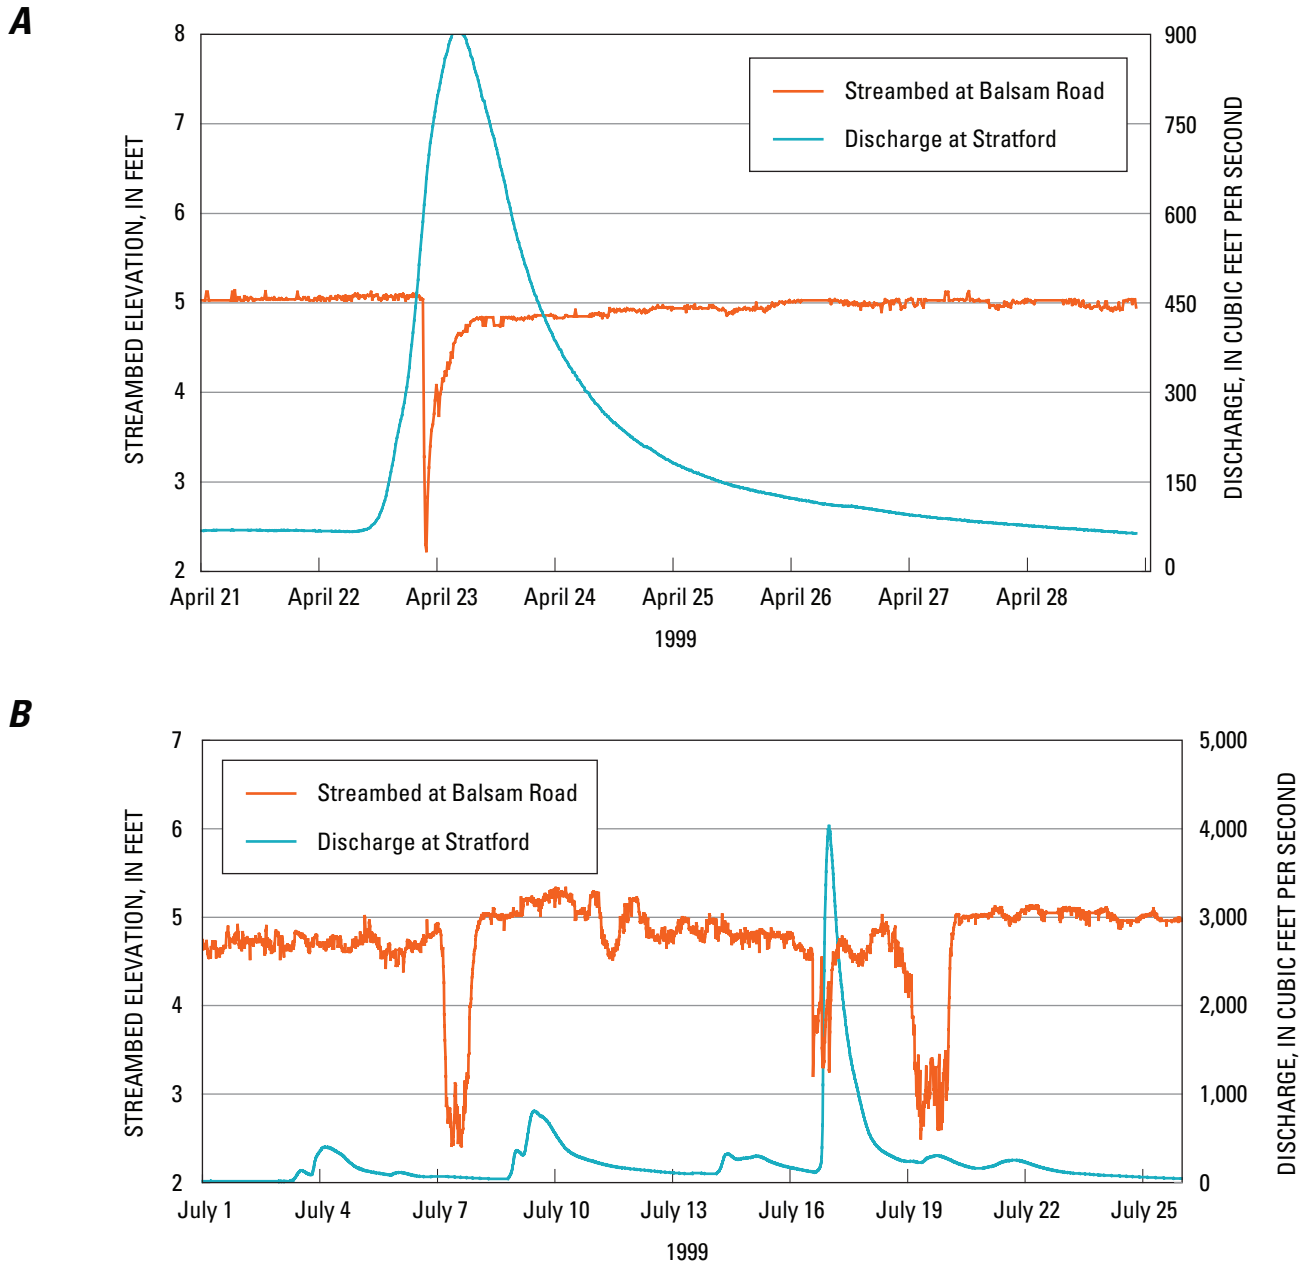 A
8
7
6
5
4
3
2
STREAMBED ELEVATION, IN FEET
900
750
600
450
300
150
0
DISCHARGE, IN CUBIC FEET PER SECOND
Streambed at Balsam Road
Discharge at Stratford
April 21 April 22 April 23 April 24 April 25 April 26 April 27 April 28
1999
B
7
6
5
4
3
2
STREAMBED ELEVATION, IN FEET
5,000
4,000
3,000
2,000
1,000
0
DISCHARGE, IN CUBIC FEET PER SECOND
Streambed at Balsam Road
Discharge at Stratford
July 1 July 4 July 7 July 10 July 13 July 16 July 19 July 22 July 25
1999